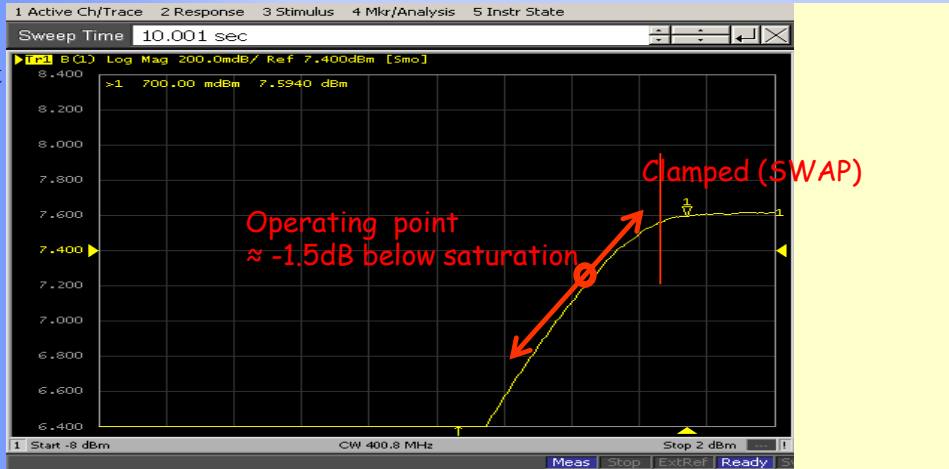 1 Active Ch/Trace 2 Response 3 Stimulus 4 Mkr/Analysis 5 Instr State
Sweep Time 10.001 sec
Tr1 B(1) Log Mag 200.0mdB/ Ref 7.400dBm [Smo]
8.400
>1 700.00 mdBm 7.5940 dBm
8.200
8.000
7.800
Clamped (SWAP)
7.600
1
1
Operating point
7.400
≈ -1.5dB below saturation
7.200
7.000
6.800
6.600
6.400
1 Start -8 dBm CW 400.8 MHz Stop 2 dBm --- !
Meas Stop ExtRef Ready S